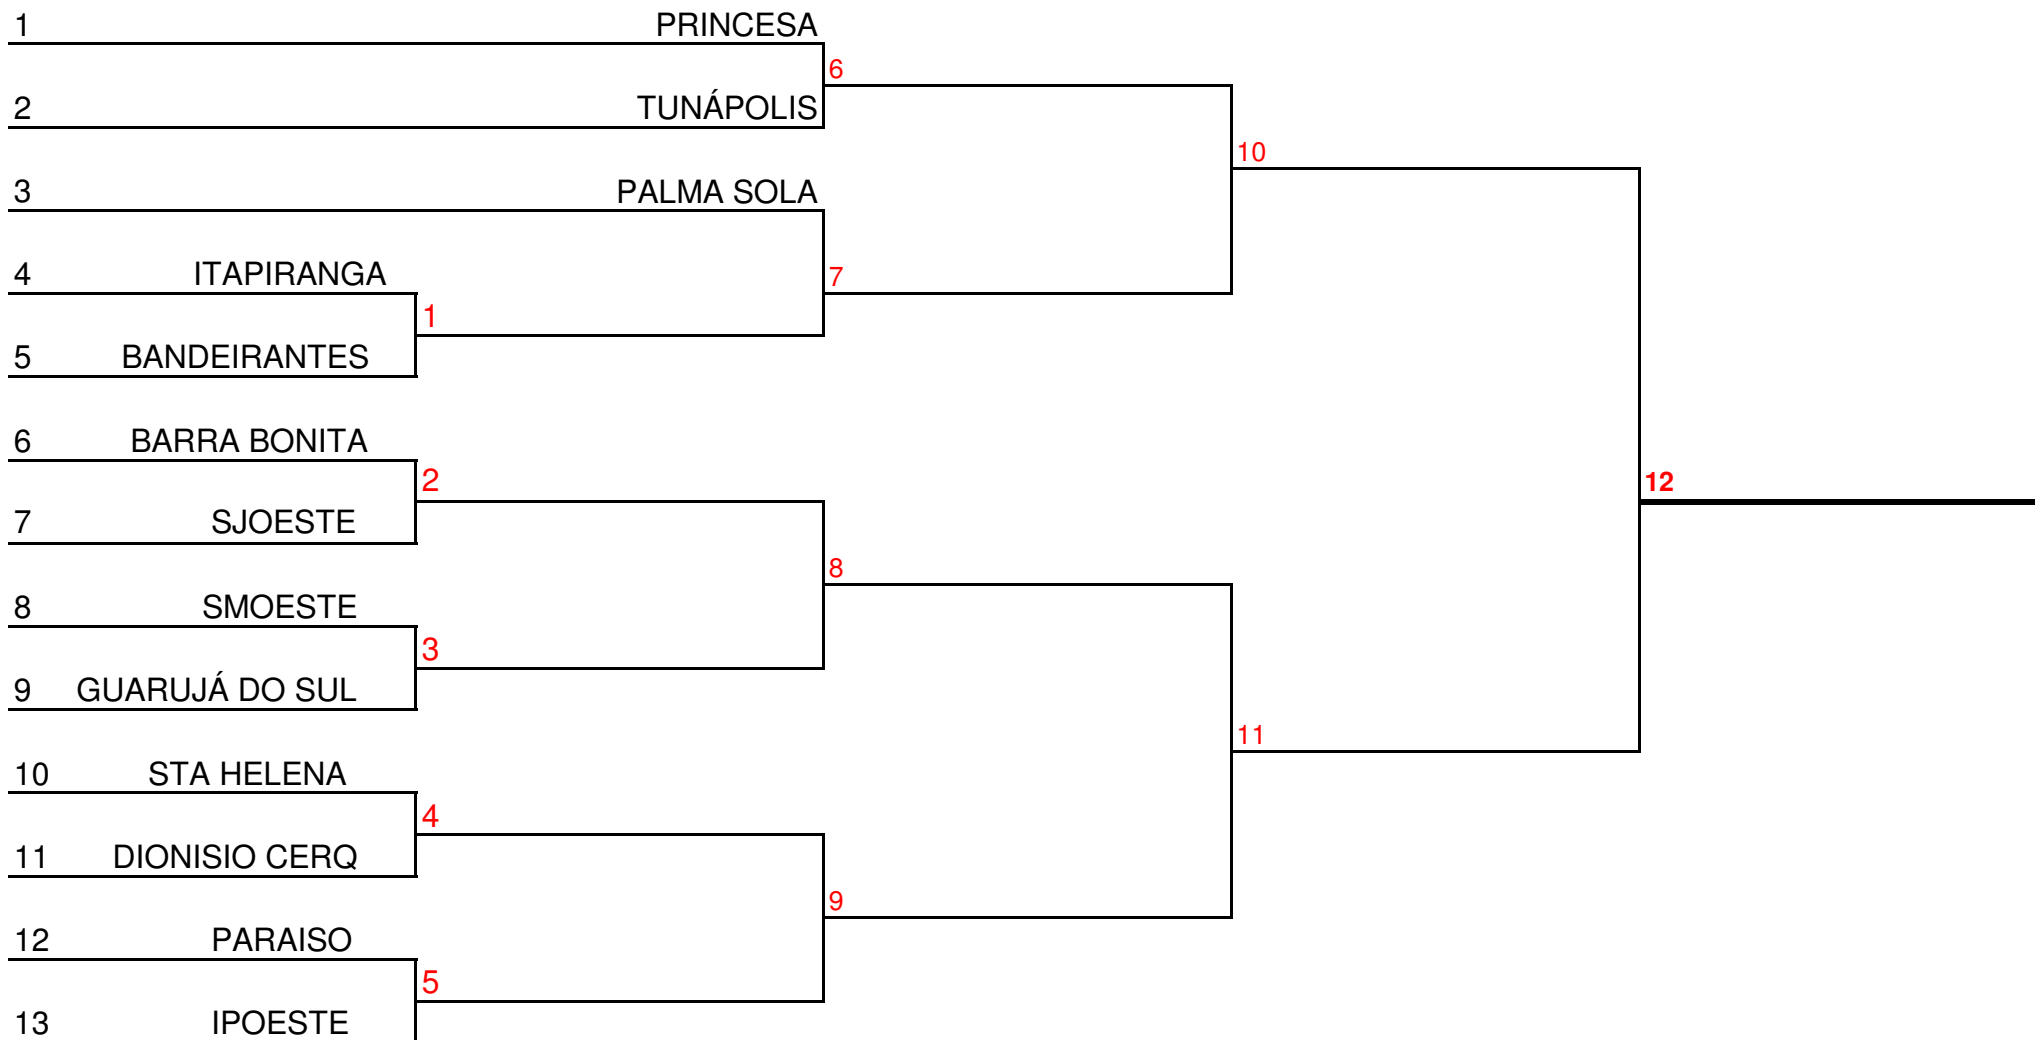 1 PRINCESA
6
2 TUNÁPOLIS
10
3 PALMA SOLA
4 ITAPIRANGA
7
1
5 BANDEIRANTES
6 BARRA BONITA
2
12
7 SJOESTE
8
8 SMOESTE
3
9 GUARUJÁ DO SUL
11
10 STA HELENA
4
11 DIONISIO CERQ
9
12 PARAISO
5
13 IPOESTE